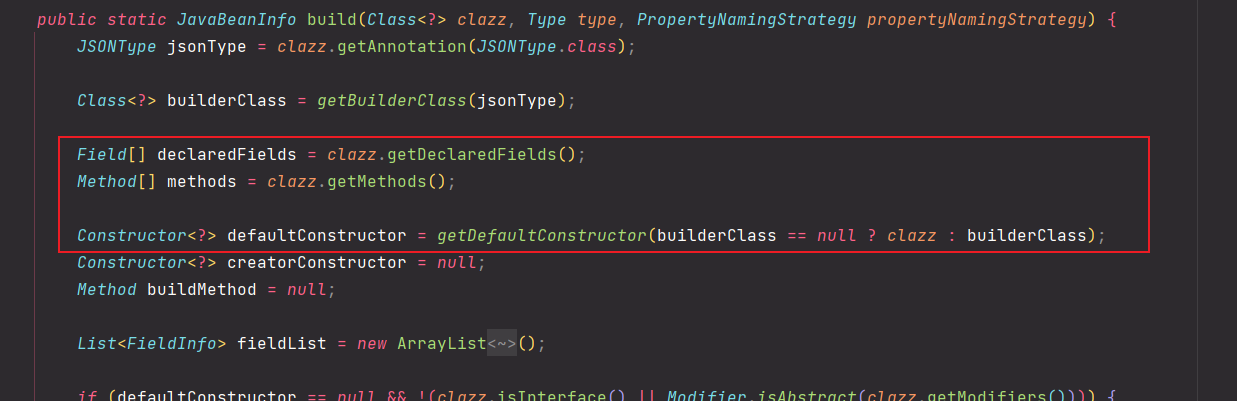 public static JavaBeanInfo build(Class<?> clazz, Type type, PropertyNamingStrategy propertyNamingStrategy) {
JSONType jsonType = clazz.getAnnotation(JSONType.class);
Class<?> builderClass = getBuilderClass(jsonType);
Field[] declaredFields = clazz.getDeclaredFields();
Method[] methods = clazz.getMethods();
Constructor<?> defaultConstructor = getDefaultConstructor(builderClass == null ? clazz : builderClass);
Constructor<?> creatorConstructor = null;
Method buildMethod = null;
List<FieldInfo> fieldList = new ArrayList<~>();
if (defaultConstructor == null && !(clazz.isInterface() || Modifier.isAbstract(clazz.getModifiers()))) {